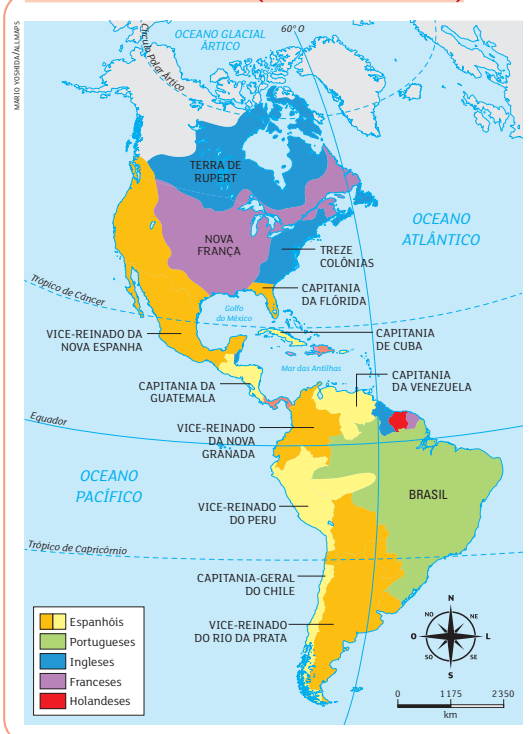 MARIO YOSHIDA/ALLMAPS
OCEANO GLACIAL
ÁRTICO
60° O
Círculo Polar Ártico
TERRA DE
RUPERT
NOVA
FRANÇA
OCEANO
ATLÂNTICO
TREZE
COLÔNIAS
CAPITANIA
DA FLÓRIDA
Trópico de Câncer
Golfo
do México
VICE-REINADO DA
NOVA ESPANHA
CAPITANIA
DE CUBA
Mar das Antilhas
CAPITANIA DA
GUATEMALA
CAPITANIA
DA VENEZUELA
Equador
VICE-REINADO
DA NOVA
GRANADA
OCEANO
PACÍFICO
BRASIL
VICE-REINADO
DO PERU
Trópico de Capricórnio
CAPITANIA-GERAL
DO CHILE
VICE-REINADO
DO RIO DA PRATA
Espanhóis
Portugueses
Ingleses
Franceses
Holandeses
N
NO
NE
O
L
SO
SE
S
0 1175 2350
km